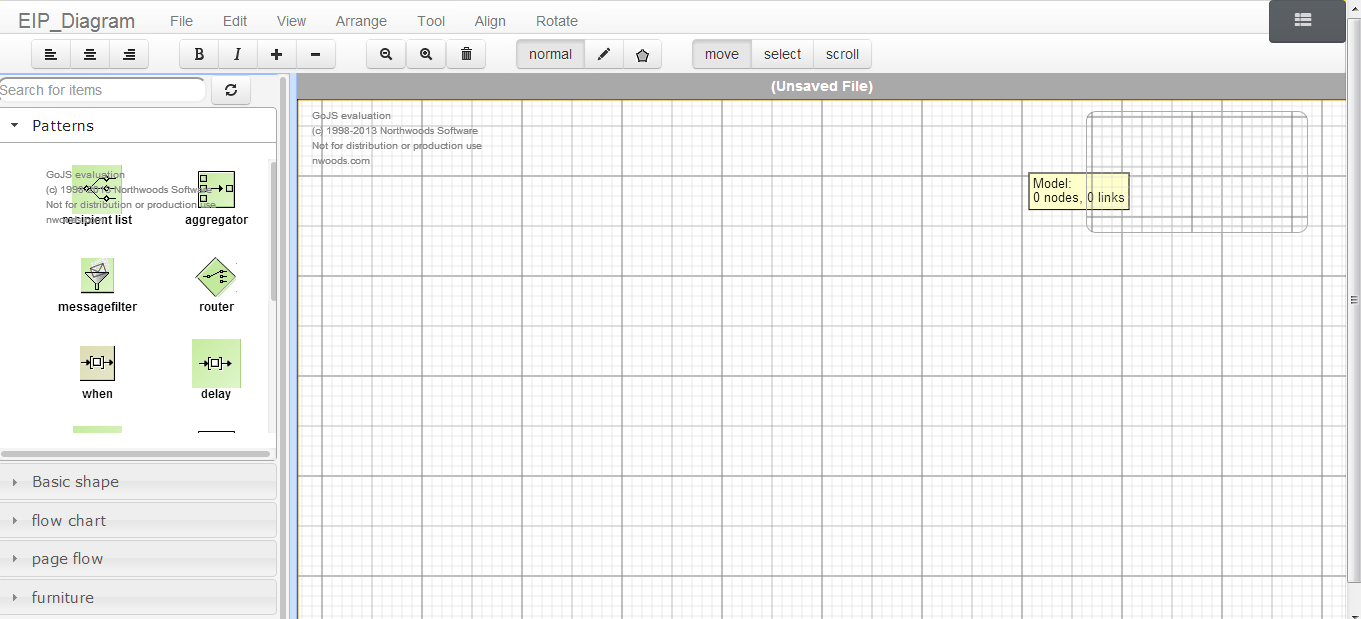 EIP_Diagram File Edit View Arrange Tool Align Rotate
B I normal move select scroll
Search for items
(Unsaved File)
Patterns
GoJS evaluation
(c) 1998-2013 Northwoods Software
Not for distribution or production use
nwoods.com
recipient list aggregator
messagefilter router
when delay
Basic shape
flow chart
page flow
furniture
GoJS evaluation
(c) 1998-2013 Northwoods Software
Not for distribution or production use
nwoods.com
Model:
0 nodes, 0 links